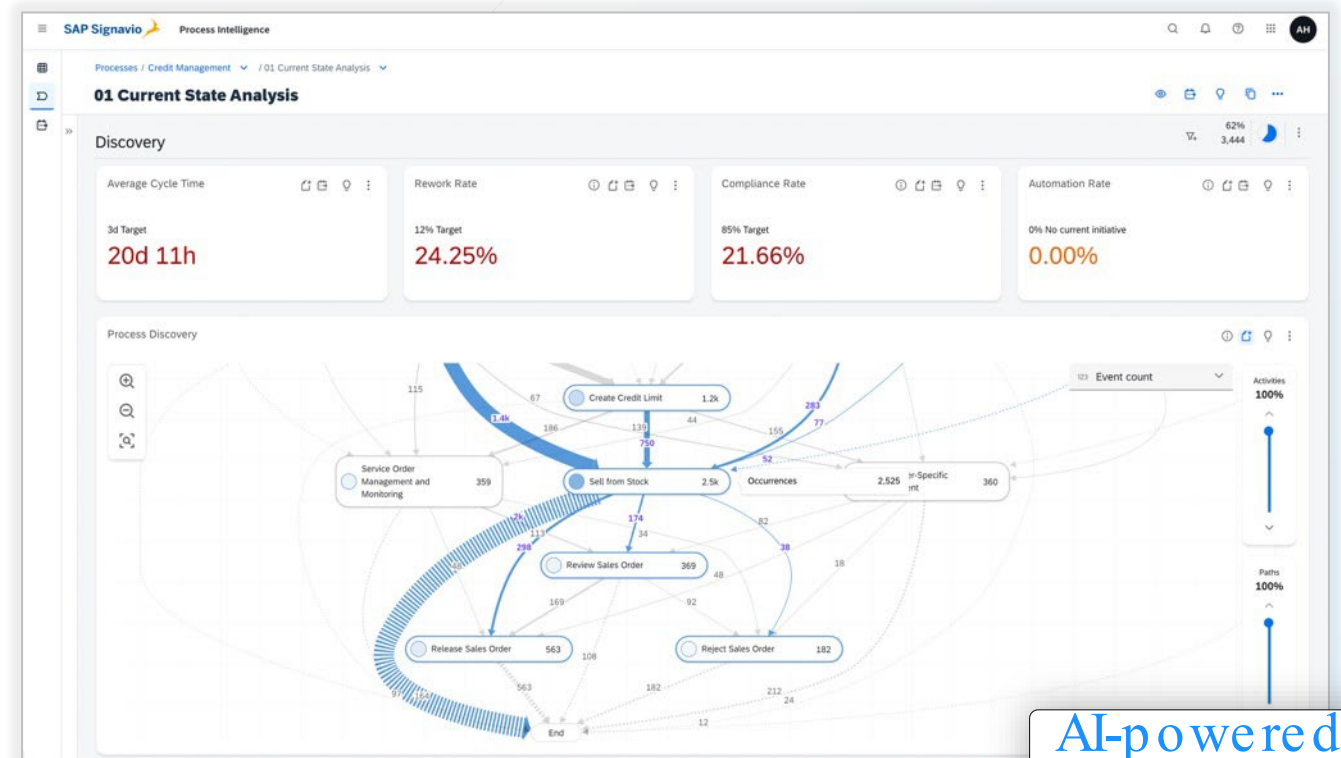 SAP Signavio Process Intelligence
AH
Processes / Credit Management / 01 Current State Analysis
01 Current State Analysis
Discovery
62%
3,444
Average Cycle Time
3d Target
20d 11h
Rework Rate
12% Target
24.25%
Compliance Rate
85% Target
21.66%
Automation Rate
0% No current initiative
0.00%
Process Discovery
123 Event count
Activities
100%
115
67
Create Credit Limit 1.2k
44
283
77
1.4k
186
139
750
155
52
Service Order
Management and
Monitoring
359
Sell from Stock 2.5k
Occurrences 2,525
r-Specific
nt
360
2k
113
174
34
82
298
38
48
Review Sales Order 369
48
18
Paths
100%
169
92
Release Sales Order 563
108
Reject Sales Order 182
97
164
563
182
212
24
12
End
AI-powered